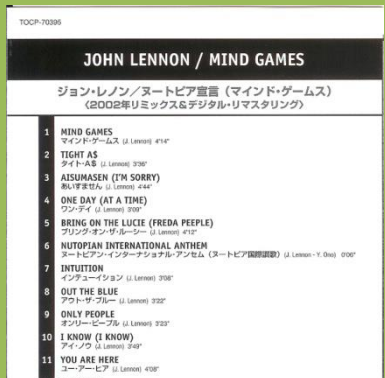 TOCP-70395
JOHN LENNON / MIND GAMES
ジョン・レノン／ヌートピア宣言（マインド・ゲームス）
〈2002年リミックス&デジタル・リマスタリング〉
1 MIND GAMES
マインド・ゲームス (J. Lennon) 4'14"
2 TIGHT A$
タイト・A$ (J. Lennon) 3'36"
3 AISUMASEN (I'M SORRY)
あいすません (J. Lennon) 4'44"
4 ONE DAY (AT A TIME)
ワン・デイ (J. Lennon) 3'09"
5 BRING ON THE LUCIE (FREDA PEEPLE)
ブリング・オン・ザ・ルーシー (J. Lennon) 4'12"
6 NUTOPIAN INTERNATIONAL ANTHEM
ヌートピアン・インターナショナル・アンセム（ヌートピア国際讃歌）(J. Lennon - Y. Ono) 0'06"
7 INTUITION
インテューイション (J. Lennon) 3'08"
8 OUT THE BLUE
アウト・ザ・ブルー (J. Lennon) 3'22"
9 ONLY PEOPLE
オンリー・ピープル (J. Lennon) 3'23"
10 I KNOW (I KNOW)
アイ・ノウ (J. Lennon) 3'49"
11 YOU ARE HERE
ユー・アー・ヒア (J. Lennon) 4'08"